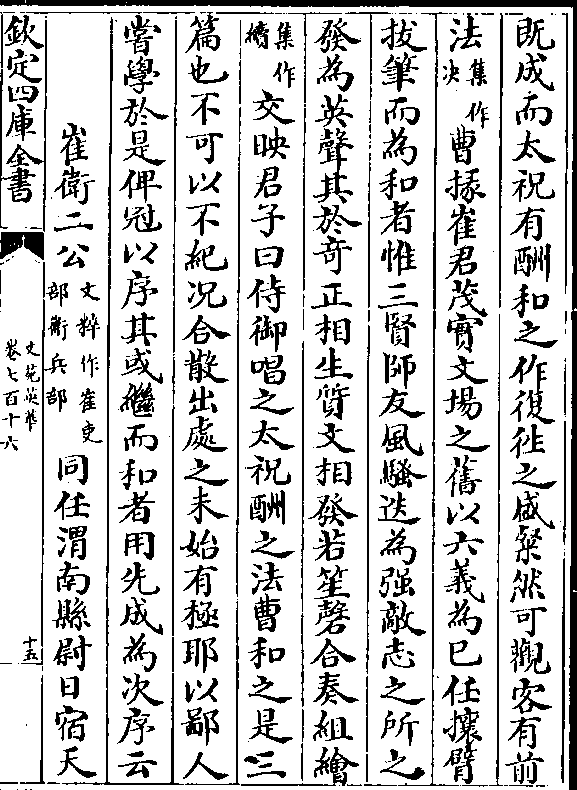 既成而太祝有酬和之作復徃之盛粲然可觀客有前
法集作決曹掾崔君茂實文場之舊以六義為已任攘臂
拔筆而為和者惟三賢師友風騷迭為强敵志之所之
發為英聲其於奇正相生質文相發若笙磬合奏組繪
集作繢交映君子曰侍御唱之太祝酬之法曹和之是三
篇也不可以不紀况合散出處之未始有極耶以鄙人
嘗學於是俾冠以序其或繼而和者用先成為次序云
崔衛二公文粹作崔吏部衛兵部同任渭南縣尉日宿天
欽定四庫全書
文苑英華
卷七百十六
十五